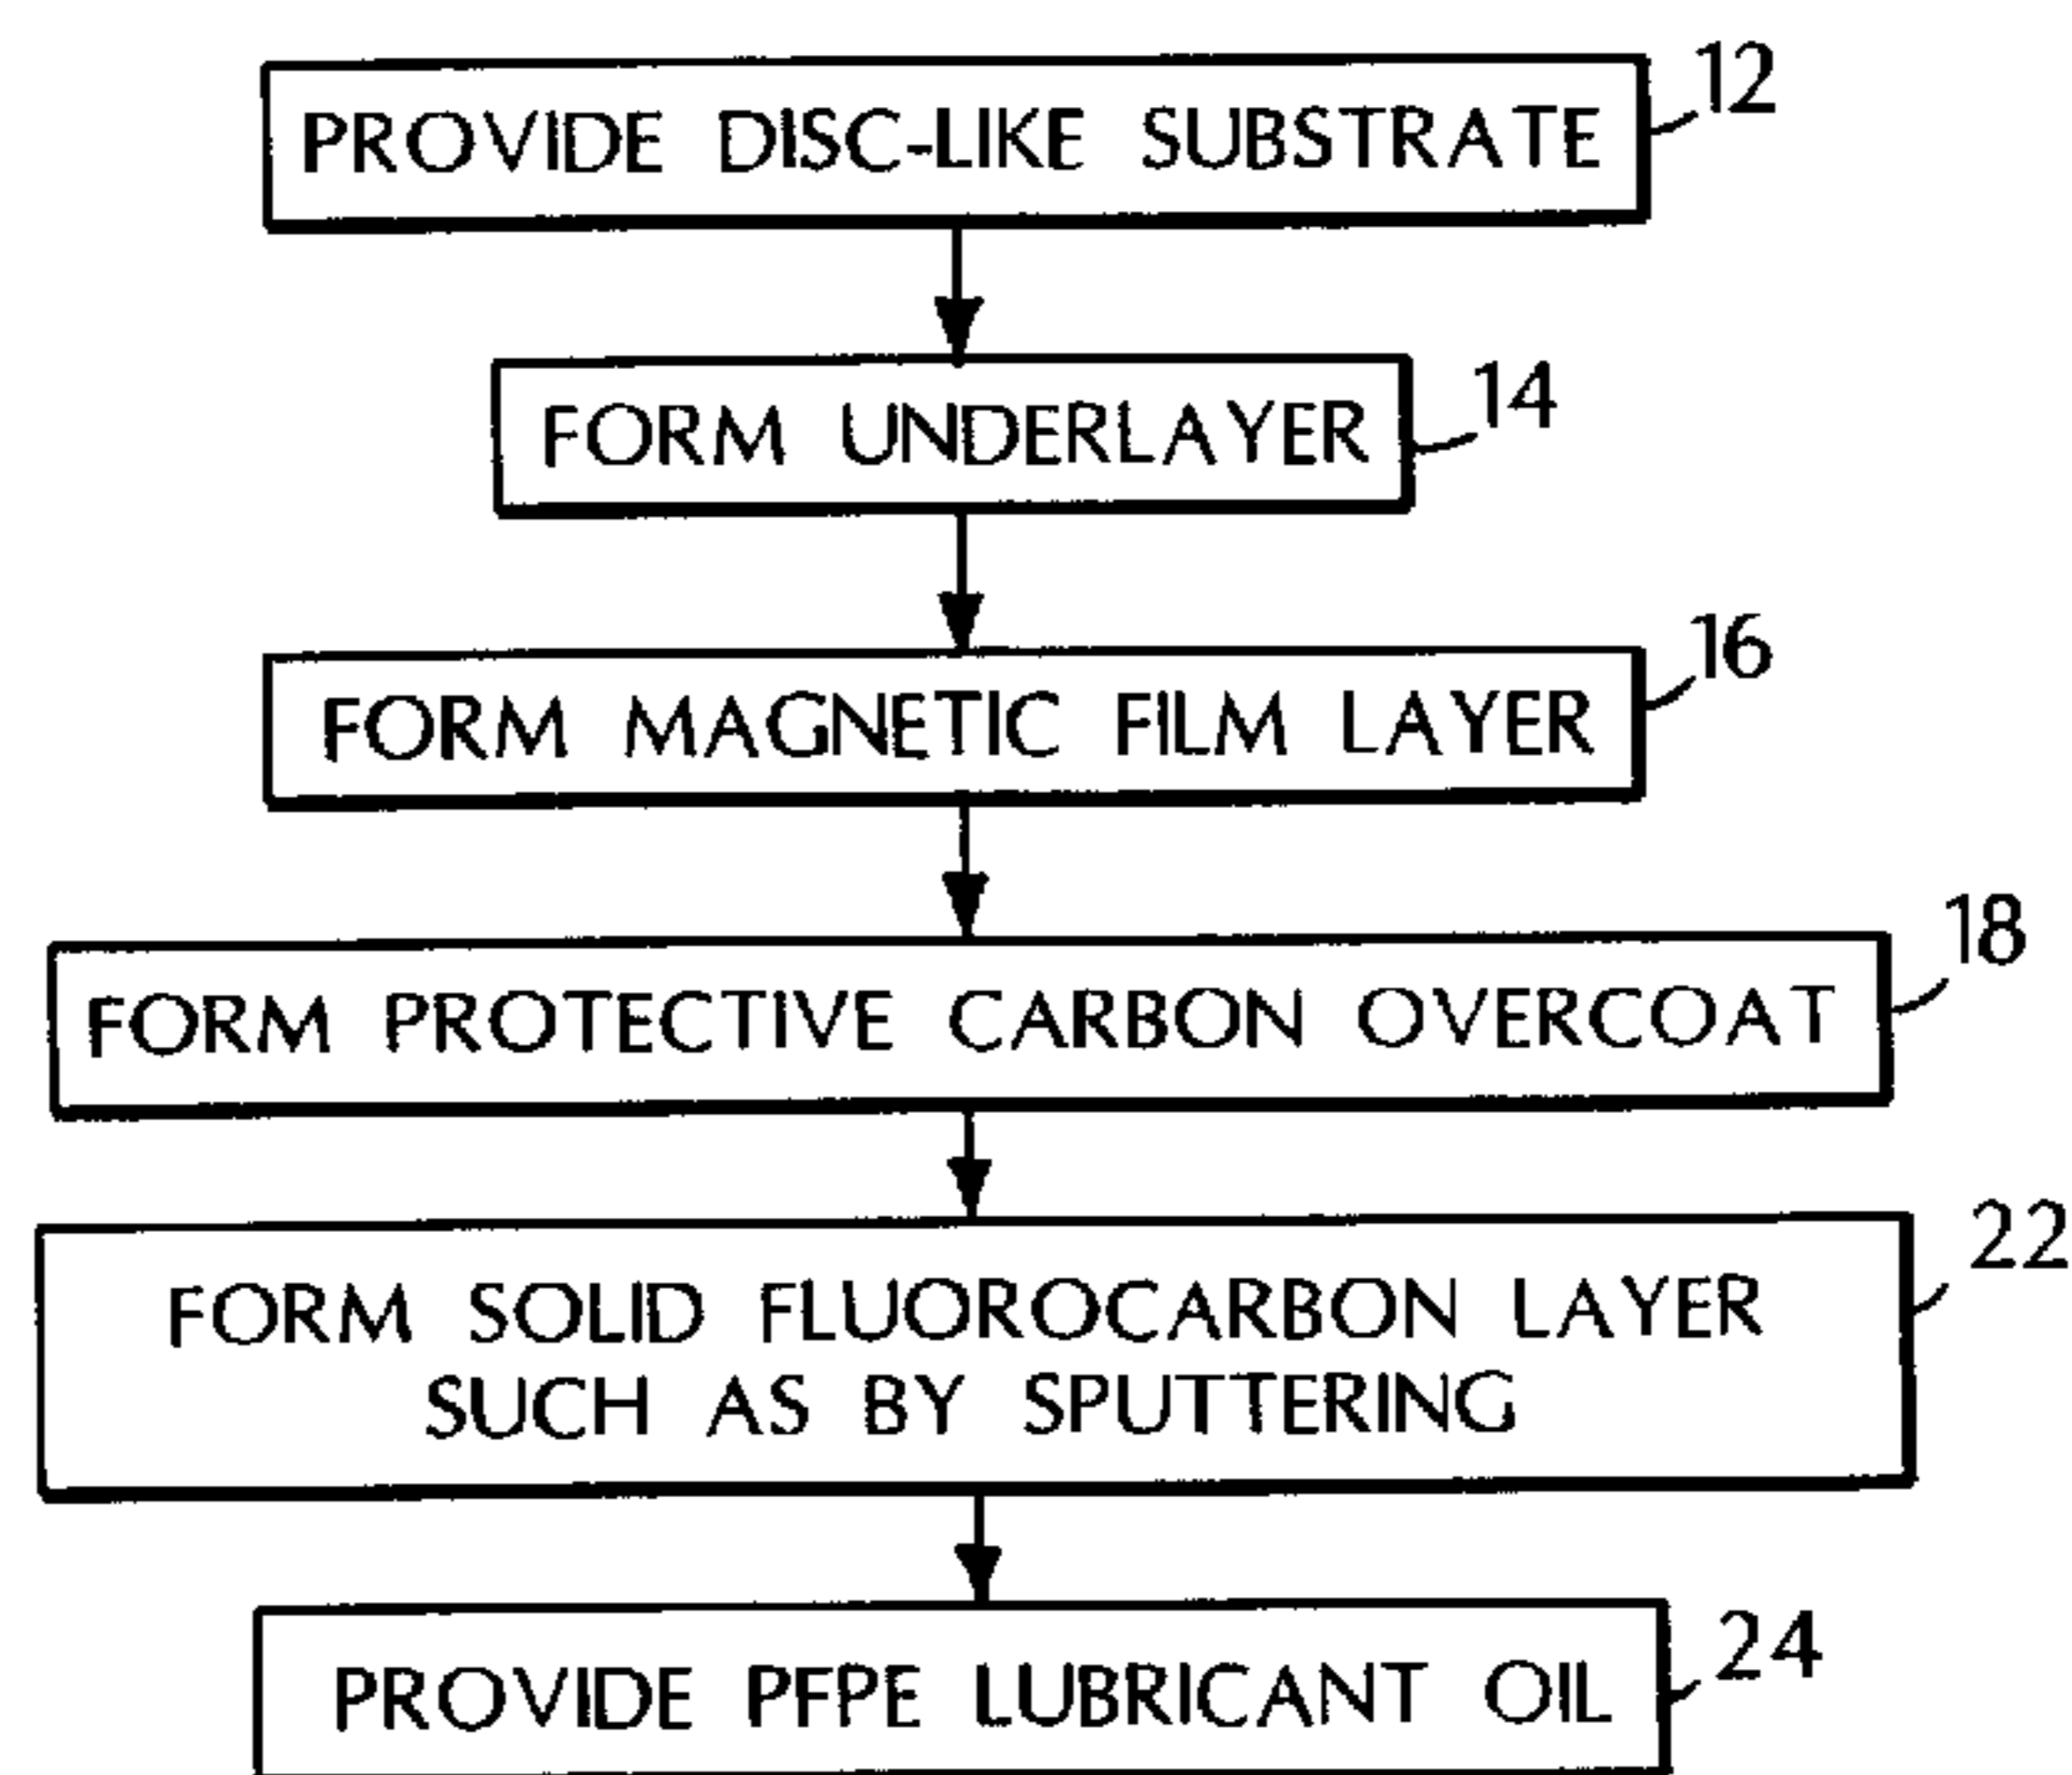 PROVIDE DISC-LIKE SUBSTRATE 12
FORM UNDERLAYER 14
FORM MAGNETIC FILM LAYER 16
FORM PROTECTIVE CARBON OVERCOAT 18
FORM SOLID FLUOROCARBON LAYER 22
SUCH AS BY SPUTTERING
PROVIDE PFPE LUBRICANT OIL 24